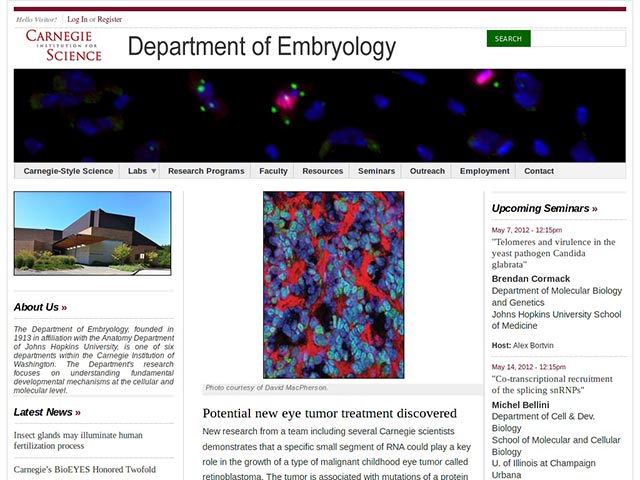 Hello Visitor! Log In or Register
CARNEGIE
INSTITUTION FOR
SCIENCE
Department of Embryology
SEARCH
Carnegie-Style Science Labs ▼ Research Programs Faculty Resources Seminars Outreach Employment Contact
About Us »
The Department of Embryology, founded in
1913 in affiliation with the Anatomy Department
of Johns Hopkins University, is one of six
departments within the Carnegie Institution of
Washington. The Department's research
focuses on understanding fundamental
developmental mechanisms at the cellular and
molecular level.
Latest News »
Insect glands may illuminate human
fertilization process
Carnegie's BioEYES Honored Twofold
Photo courtesy of David MacPherson.
Potential new eye tumor treatment discovered
New research from a team including several Carnegie scientists
demonstrates that a specific small segment of RNA could play a key
role in the growth of a type of malignant childhood eye tumor called
retinoblastoma. The tumor is associated with mutations of a protein
Upcoming Seminars »
May 7, 2012 - 12:15pm
"Telomeres and virulence in the
yeast pathogen Candida
glabrata"
Brendan Cormack
Department of Molecular Biology
and Genetics
Johns Hopkins University School
of Medicine
Host: Alex Bortvin
May 14, 2012 - 12:15pm
"Co-transcriptional recruitment
of the splicing snRNPs"
Michel Bellini
Department of Cell & Dev.
Biology
School of Molecular and Cellular
Biology
U. of Illinois at Champaign
Urbana